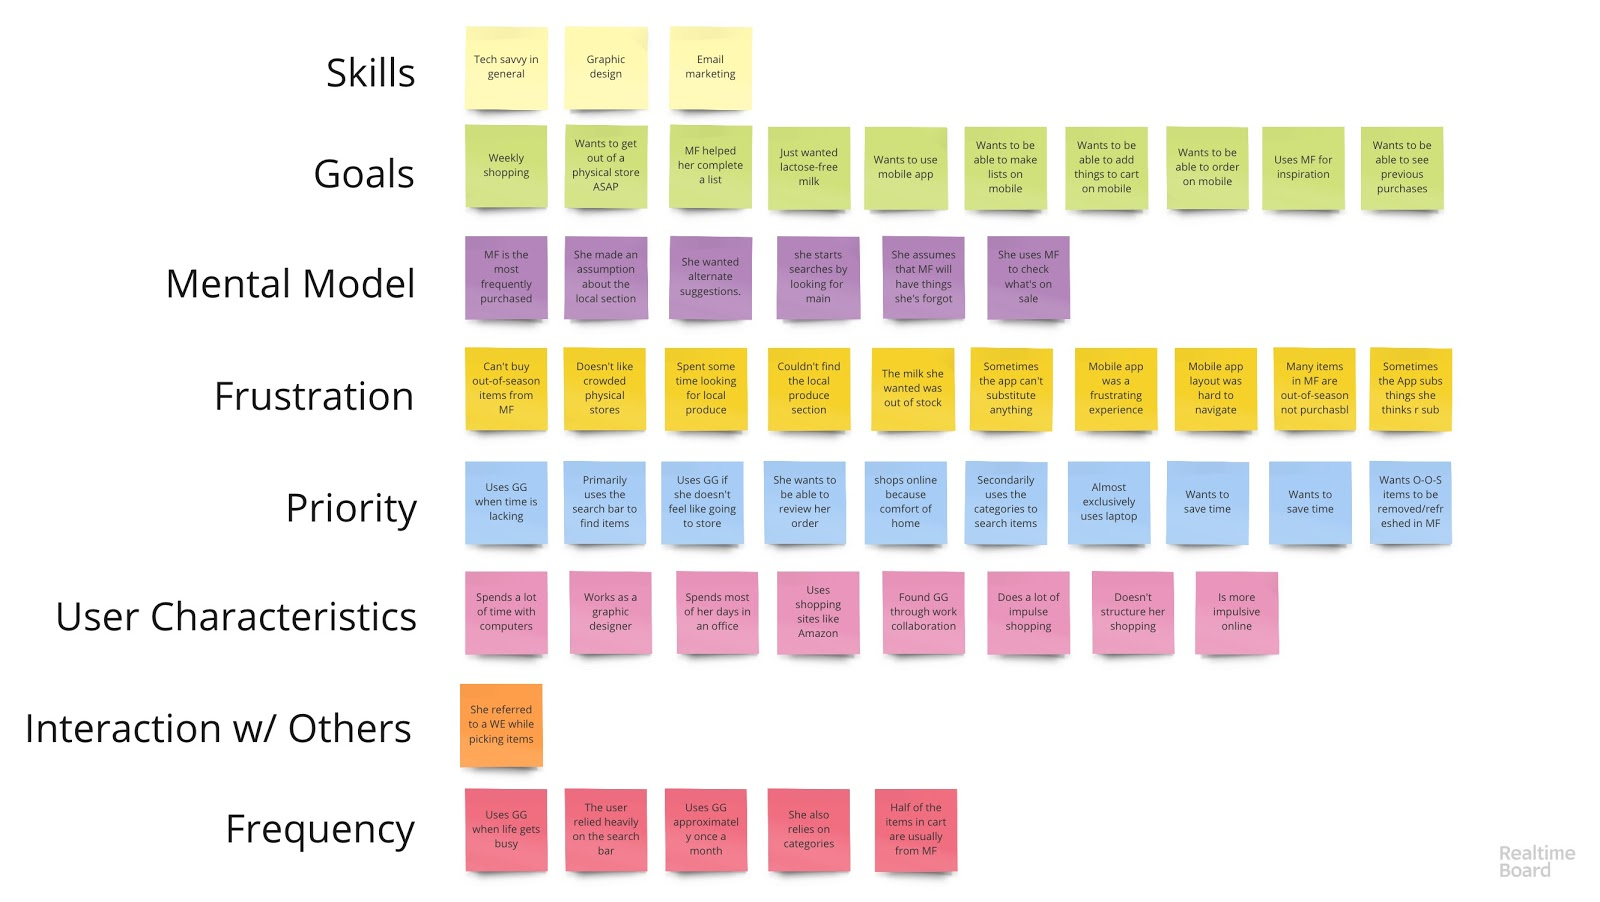 Skills
Tech savvy in
general
Graphic
design
Email
marketing
Goals
Weekly
shopping
Wants to get
out of a
physical store
ASAP
MF helped
her complete
a list
Just wanted
lactose-free
milk
Wants to use
mobile app
Wants to be
able to make
lists on
mobile
Wants to be
able to add
things to cart
on mobile
Wants to be
able to order
on mobile
Uses MF for
inspiration
Wants to be
able to see
previous
purchases
Mental Model
MF is the
most
frequently
purchased
She made an
assumption
about the
local section
She wanted
alternate
suggestions.
she starts
searches by
looking for
main
She assumes
that MF will
have things
she's forgot
She uses MF
to check
what's on
sale
Frustration
Can't buy
out-of-season
items from
MF
Doesn't like
crowded
physical
stores
Spent some
time looking
for local
produce
Couldn't find
the local
produce
section
The milk she
wanted was
out of stock
Sometimes
the app can't
substitute
anything
Mobile app
was a
frustrating
experience
Mobile app
layout was
hard to
navigate
Many items
in MF are
out-of-season
not purchasbl
Sometimes
the App subs
things she
thinks r sub
Priority
Uses GG
when time is
lacking
Primarily
uses the
search bar to
find items
Uses GG if
she doesn't
feel like going
to store
She wants to
be able to
review her
order
shops online
because
comfort of
home
Secondarily
uses the
categories to
search items
Almost
exclusively
uses laptop
Wants to
save time
Wants to
save time
Wants O-O-S
items to be
removed/refr
eshed in MF
User Characteristics
Spends a lot
of time with
computers
Works as a
graphic
designer
Spends most
of her days in
an office
Uses
shopping
sites like
Amazon
Found GG
through work
collaboration
Does a lot of
impulse
shopping
Doesn't
structure her
shopping
Is more
impulsive
online
Interaction w/ Others
She referred
to a WE while
picking items
Frequency
Uses GG
when life gets
busy
The user
relied heavily
on the search
bar
Uses GG
approximatel
y once a
month
She also
relies on
categories
Half of the
items in cart
are usually
from MF
Realtime
Board